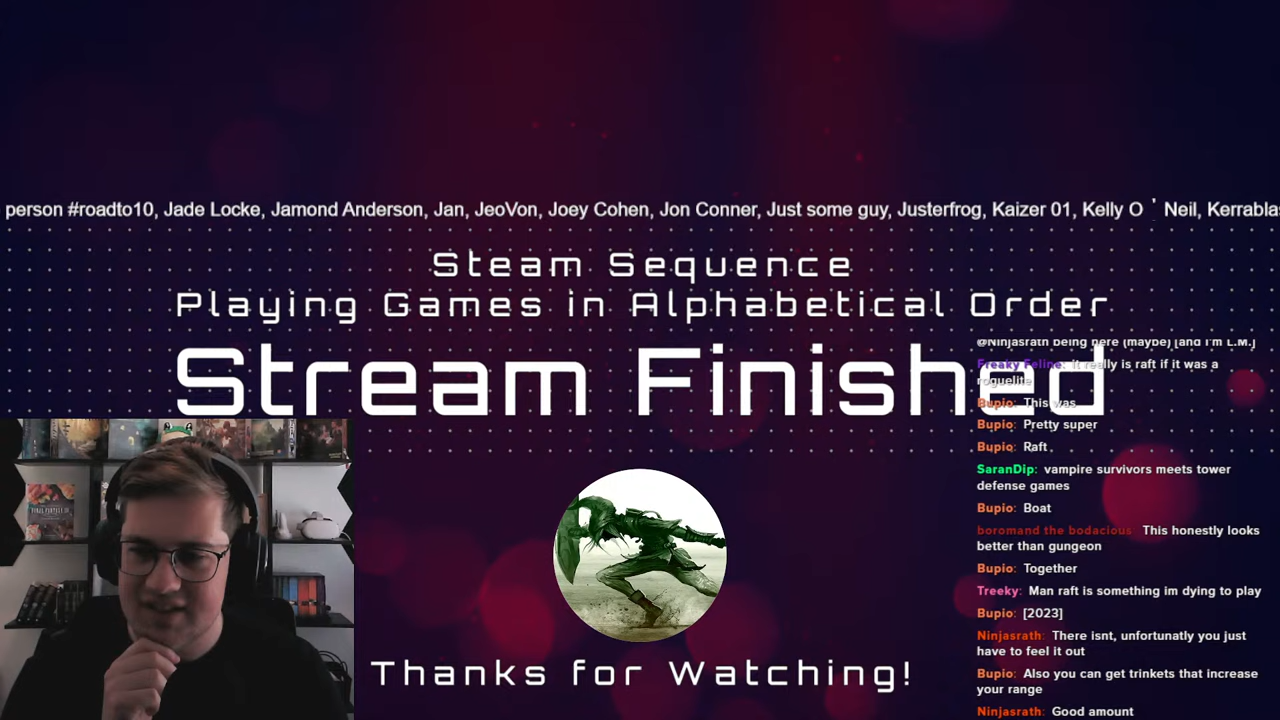 person #roadto10, Jade Locke, Jamond Anderson, Jan, JeoVon, Joey Cohen, Jon Conner, Just some guy, Justerfrog, Kaizer 01, Kelly O ' Neil, Kerrablas
Steam Sequence
Playing Games in Alphabetical Order
Stream Finished
Thanks for Watching!
@Ninjasrath being here (maybe) [and I'm L.M.]
Freaky Feline: it really is raft if it was a
roguelite
Bupio: This was
Bupio: Pretty super
Bupio: Raft
SaranDip: vampire survivors meets tower
defense games
Bupio: Boat
boromand the bodacious: This honestly looks
better than gungeon
Bupio: Together
Treeky: Man raft is something im dying to play
Bupio: [2023]
Ninjasrath: There isnt, unfortunatly you just
have to feel it out
Bupio: Also you can get trinkets that increase
your range
Ninjasrath: Good amount